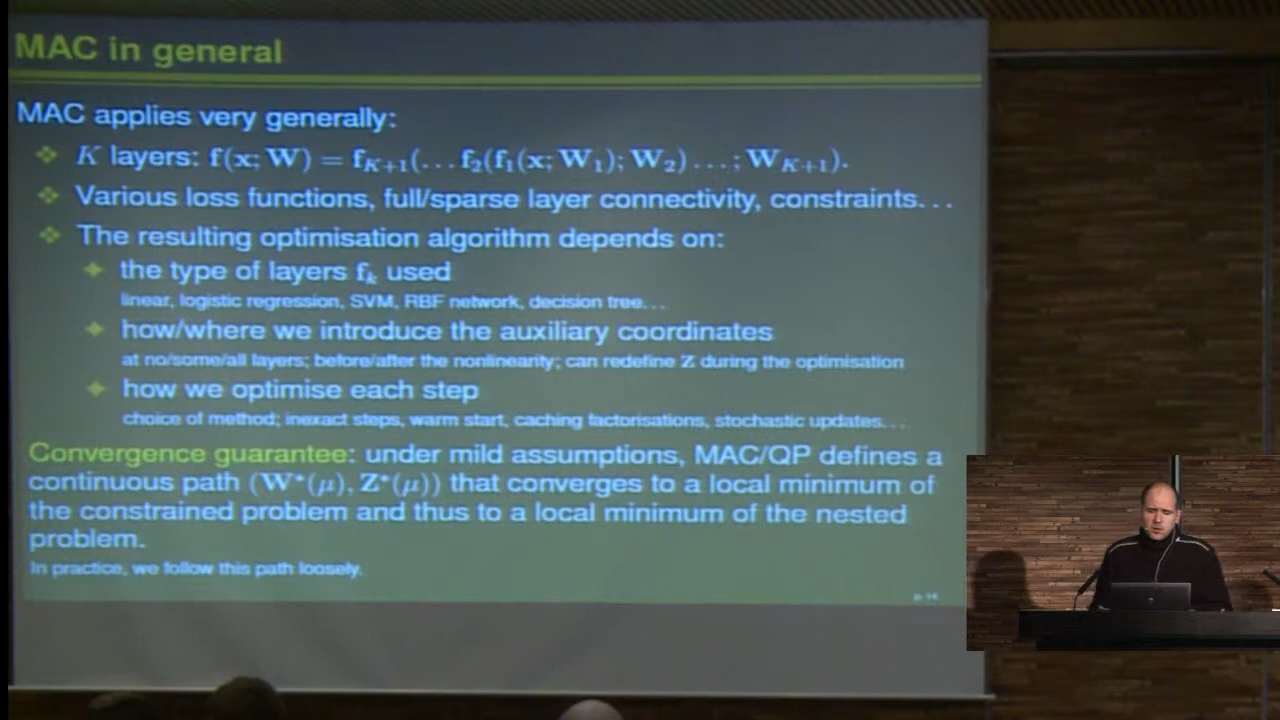 MAC in general
MAC applies very generally:
❖ K layers: f(x; W) = f_{K+1}(...f_2(f_1(x; W_1); W_2)...; W_{K+1}).
❖ Various loss functions, full/sparse layer connectivity, constraints...
❖ The resulting optimisation algorithm depends on:
✦ the type of layers f_k used
linear, logistic regression, SVM, RBF network, decision tree...
✦ how/where we introduce the auxiliary coordinates
at no/some/all layers; before/after the nonlinearity; can redefine Z during the optimisation
✦ how we optimise each step
choice of method; inexact steps, warm start, caching factorisations, stochastic updates...
Convergence guarantee: under mild assumptions, MAC/QP defines a
continuous path (W*(μ), Z*(μ)) that converges to a local minimum of
the constrained problem and thus to a local minimum of the nested
problem.
In practice, we follow this path loosely.